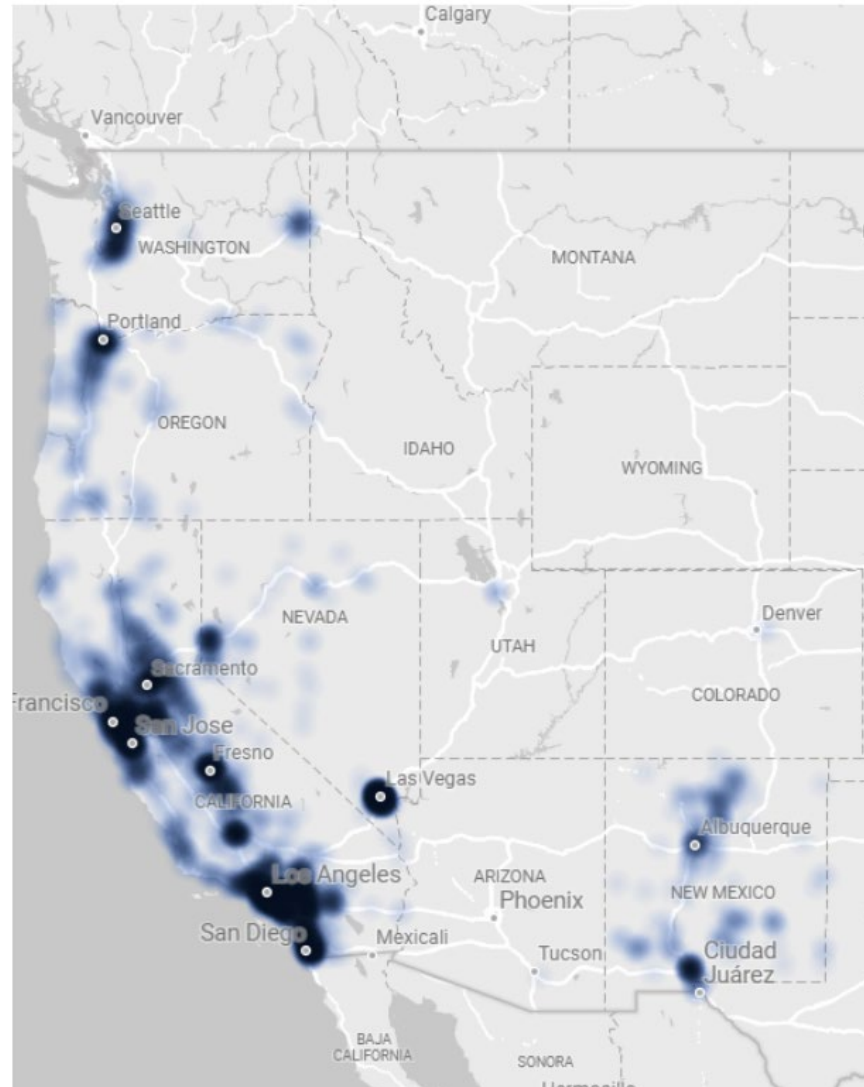 Calgary
Vancouver
Seattle
WASHINGTON
MONTANA
Portland
OREGON
IDAHO
WYOMING
NEVADA
Denver
UTAH
Sacramento
COLORADO
Francisco
San Jose
Fresno
Las Vegas
CALIFORNIA
Albuquerque
Los Angeles
ARIZONA
NEW MEXICO
Phoenix
San Diego
Mexicali
Tucson
Ciudad
Juárez
BAJA
CALIFORNIA
SONORA